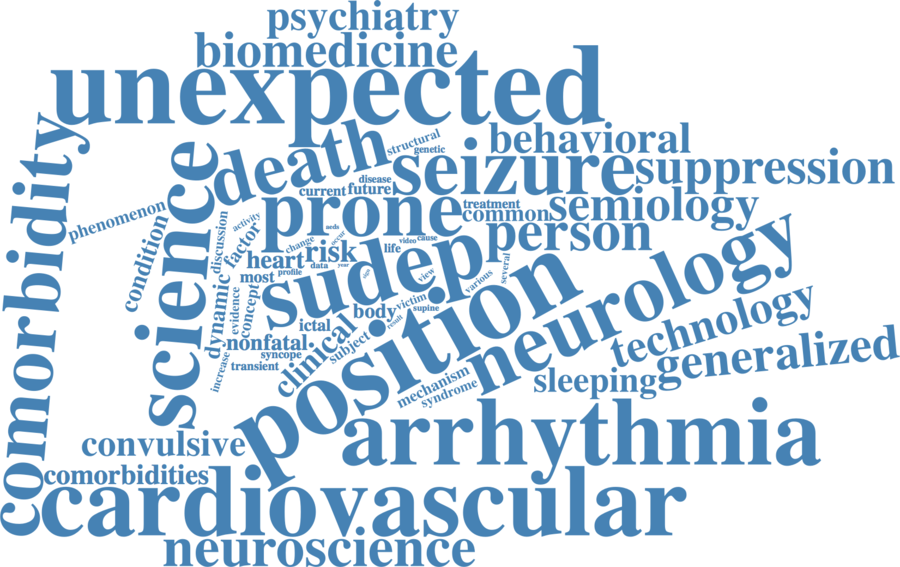 psychiatry
biomedicine
unexpected
comorbidity
science
death
structural
genetic
behavioral
seizure
suppression
disease
current
future
phenomenon
condition
discussion
activity
factor
prone
treatment
common
semiology
person
aeds
occur
change
heart
risk
life
video
cause
most
profile
data
year
sign
view
various
several
sudep
position
neurology
dynamic
evidence
concept
body
victim
supine
result
ictal
nonfatal
syncope
transient
increase
clinical
subject
mechanism
syndrome
technology
sleeping
generalized
convulsive
arrhythmia
comorbidities
cardiovascular
neuroscience